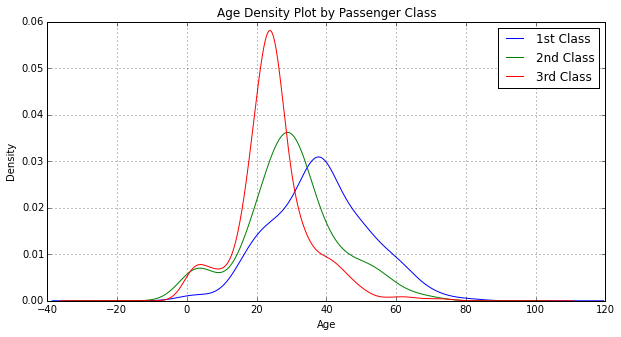 Age Density Plot by Passenger Class
0.06
0.05
0.04
0.03
0.02
0.01
0.00
Density
1st Class
2nd Class
3rd Class
−40 −20 0 20 40 60 80 100 120
Age